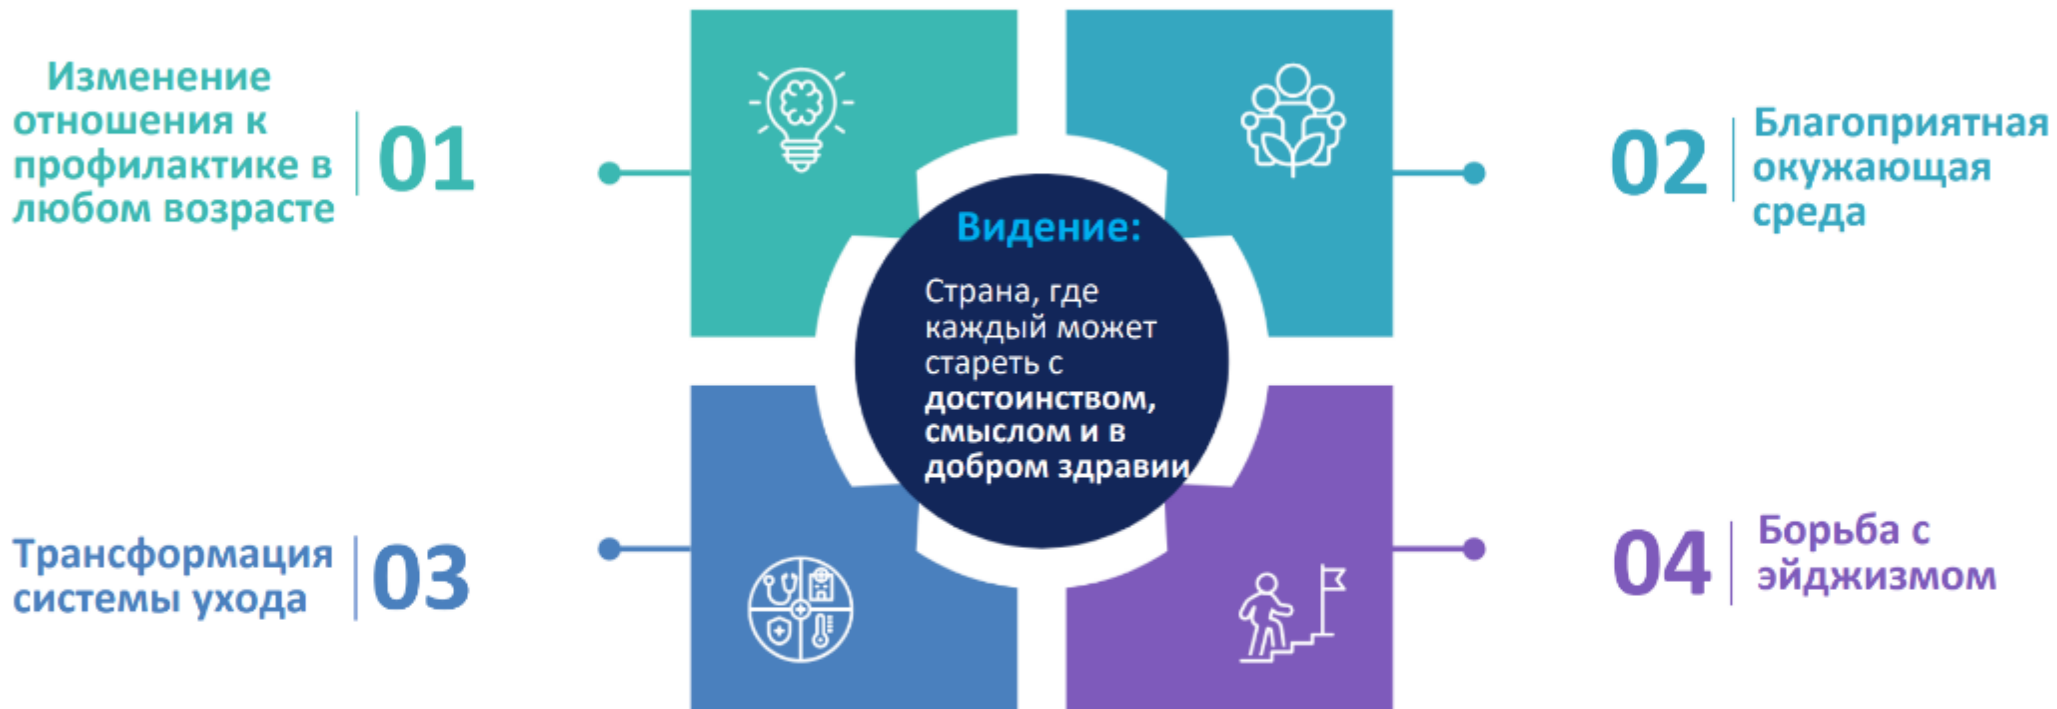 Изменение
отношения к
профилактике в
любом возрасте
01
02
Благоприятная
окружающая
среда
Видение:
Страна, где
каждый может
стареть с
достоинством,
смыслом и в
добром здравии
Трансформация
системы ухода
03
04
Борьба с
эйджизмом